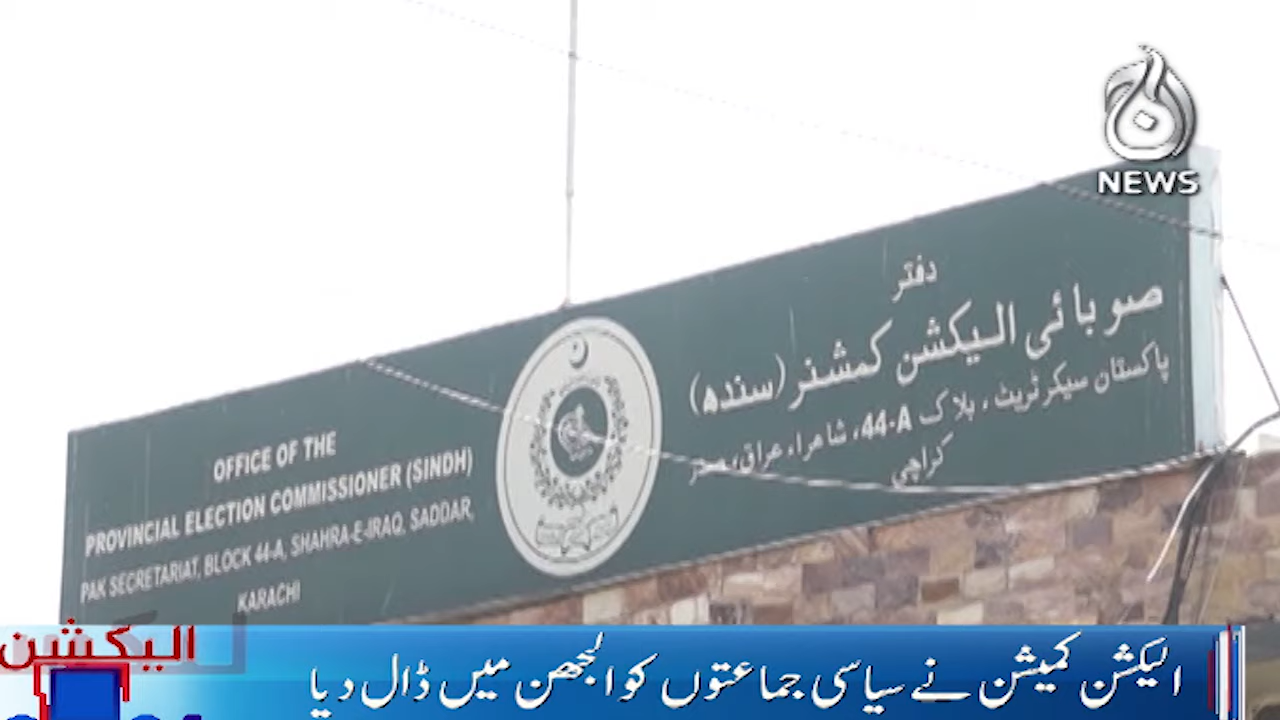 NEWS
OFFICE OF THE
PROVINCIAL ELECTION COMMISSIONER (SINDH)
PAK SECRETARIAT, BLOCK 44-A, SHAHRA-E-IRAQ, SADDAR,
KARACHI
دفتر
صوبائی الیکشن کمشنر (سندھ)
پاکستان سیکرٹریٹ، بلاک 44-A، شاہراہ عراق، صدر
کراچی
الیکشن
الیکشن کمیشن نے سیاسی جماعتوں کو الجھن میں ڈال دیا